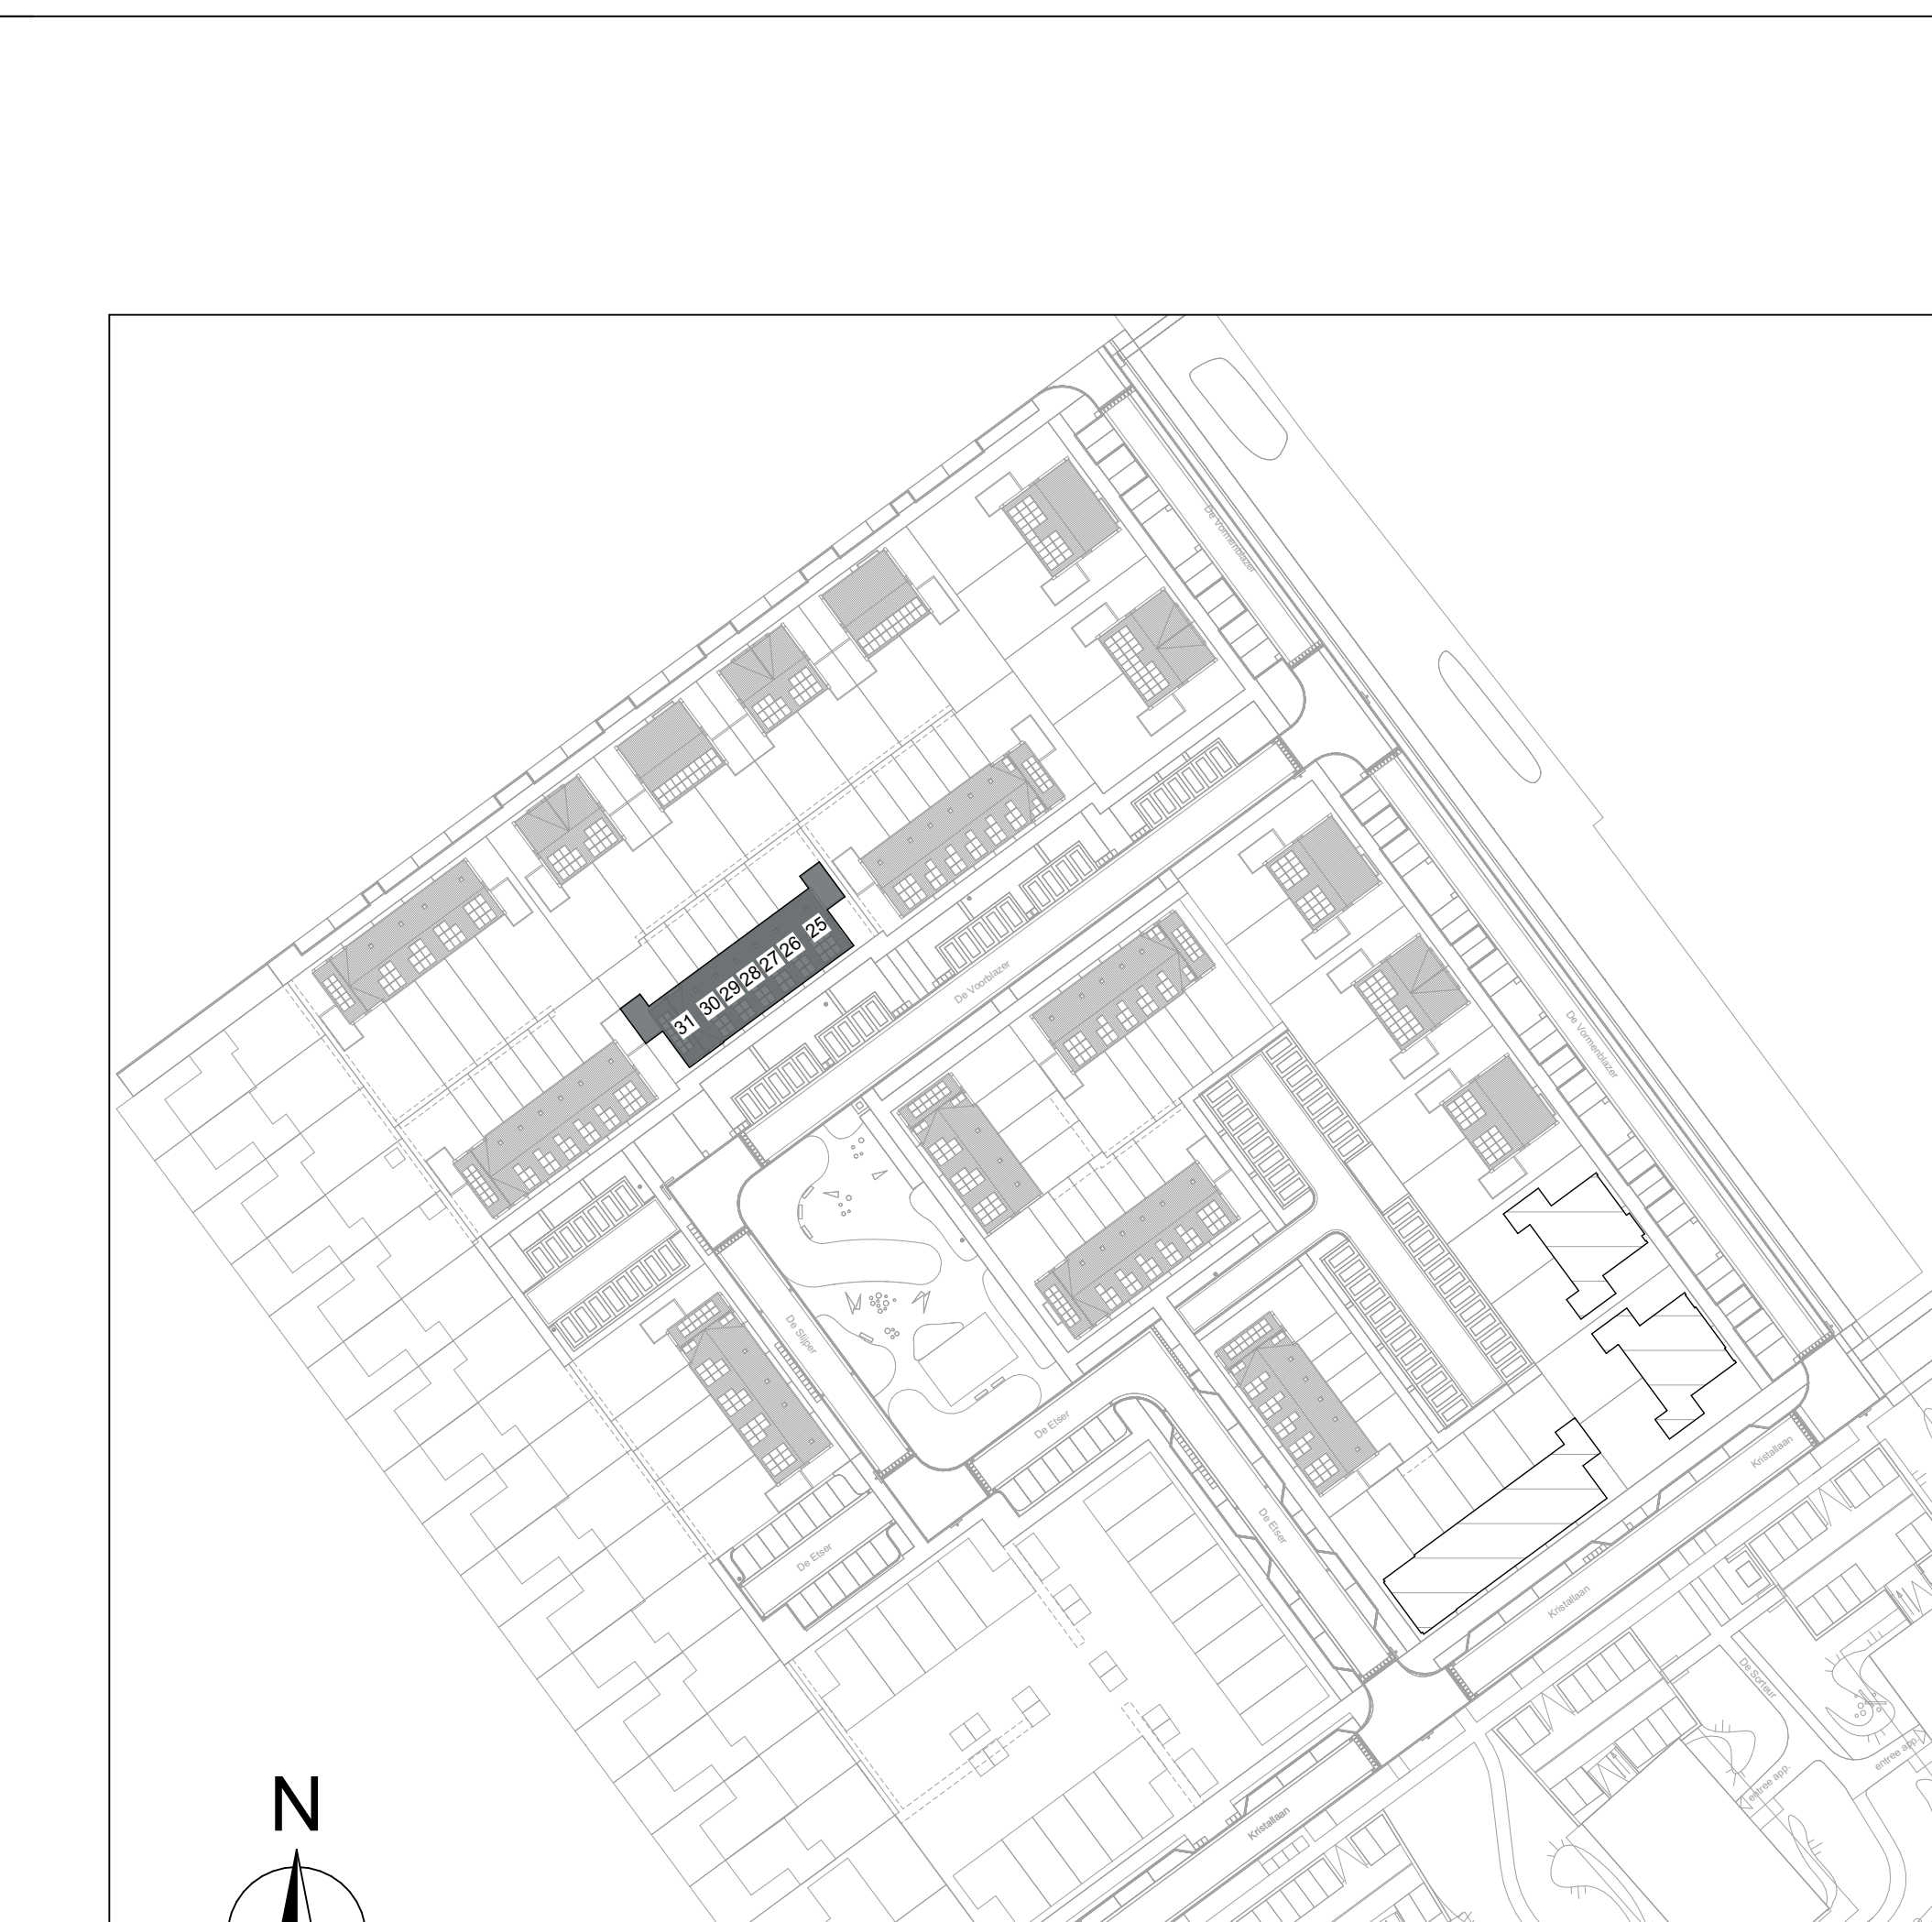 De Vormenblazer
25
26
27
28
29
30
31
De Voorblazer
De Vormenblazer
De Slijper
De Etser
De Etser
De Etser
Kristallaan
Kristallaan
De Sorteur
entree app.
entree app.
Kristallaan
N